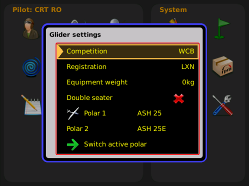 Pilot: CRT RO
System
Glider settings
Competition WCB
Registration LXN
Equipment weight 0kg
Double seater
Polar 1 ASH 25
Polar 2 ASH 25E
Switch active polar